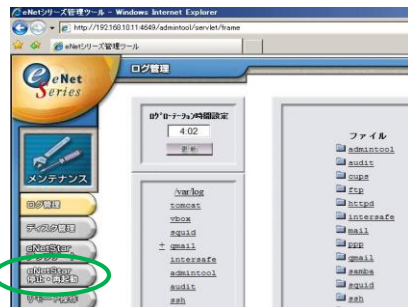 eNetシリーズ管理ツール - Windows Internet Explorer
http://192.168.10.11:4649/admintool/servlet/frame
eNetシリーズ管理ツール
eNet
Series
ログ管理
メンテナンス
ログ管理
ディスク管理
eNetStar
eNetStar
停止・再起動
ログローテーション時間設定
4:02
更新
/var/log
tomcat
vbox
squid
+ qmail
intersafe
admintool
audit
ssh
ファイル
admintool
audit
cups
ftp
httpd
intersafe
mail
ppp
qmail
samba
squid
ssh